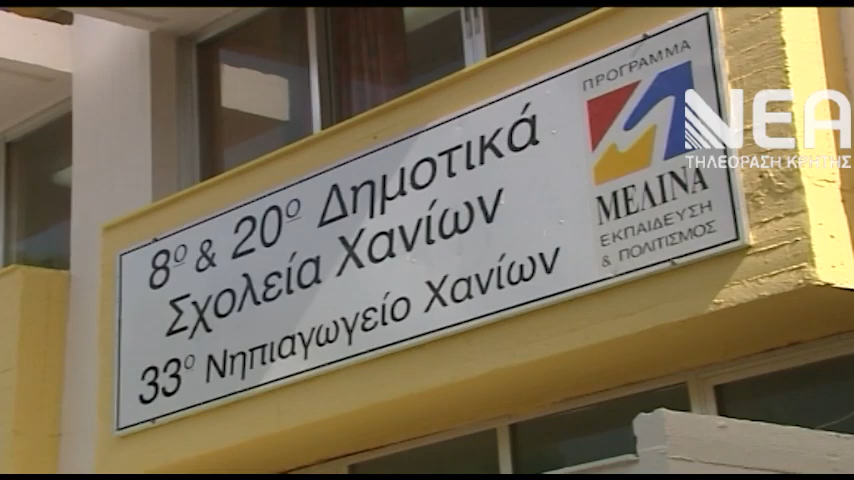 8ο & 20ο Δημοτικά
Σχολεία Χανίων
33ο Νηπιαγωγείο Χανίων
ΠΡΟΓΡΑΜΜΑ
ΜΕΛΙΝΑ
ΕΚΠΑΙΔΕΥΣΗ
& ΠΟΛΙΤΙΣΜΟΣ
ΝΕΑ
ΤΗΛΕΟΡΑΣΗ ΚΡΗΤΗΣ